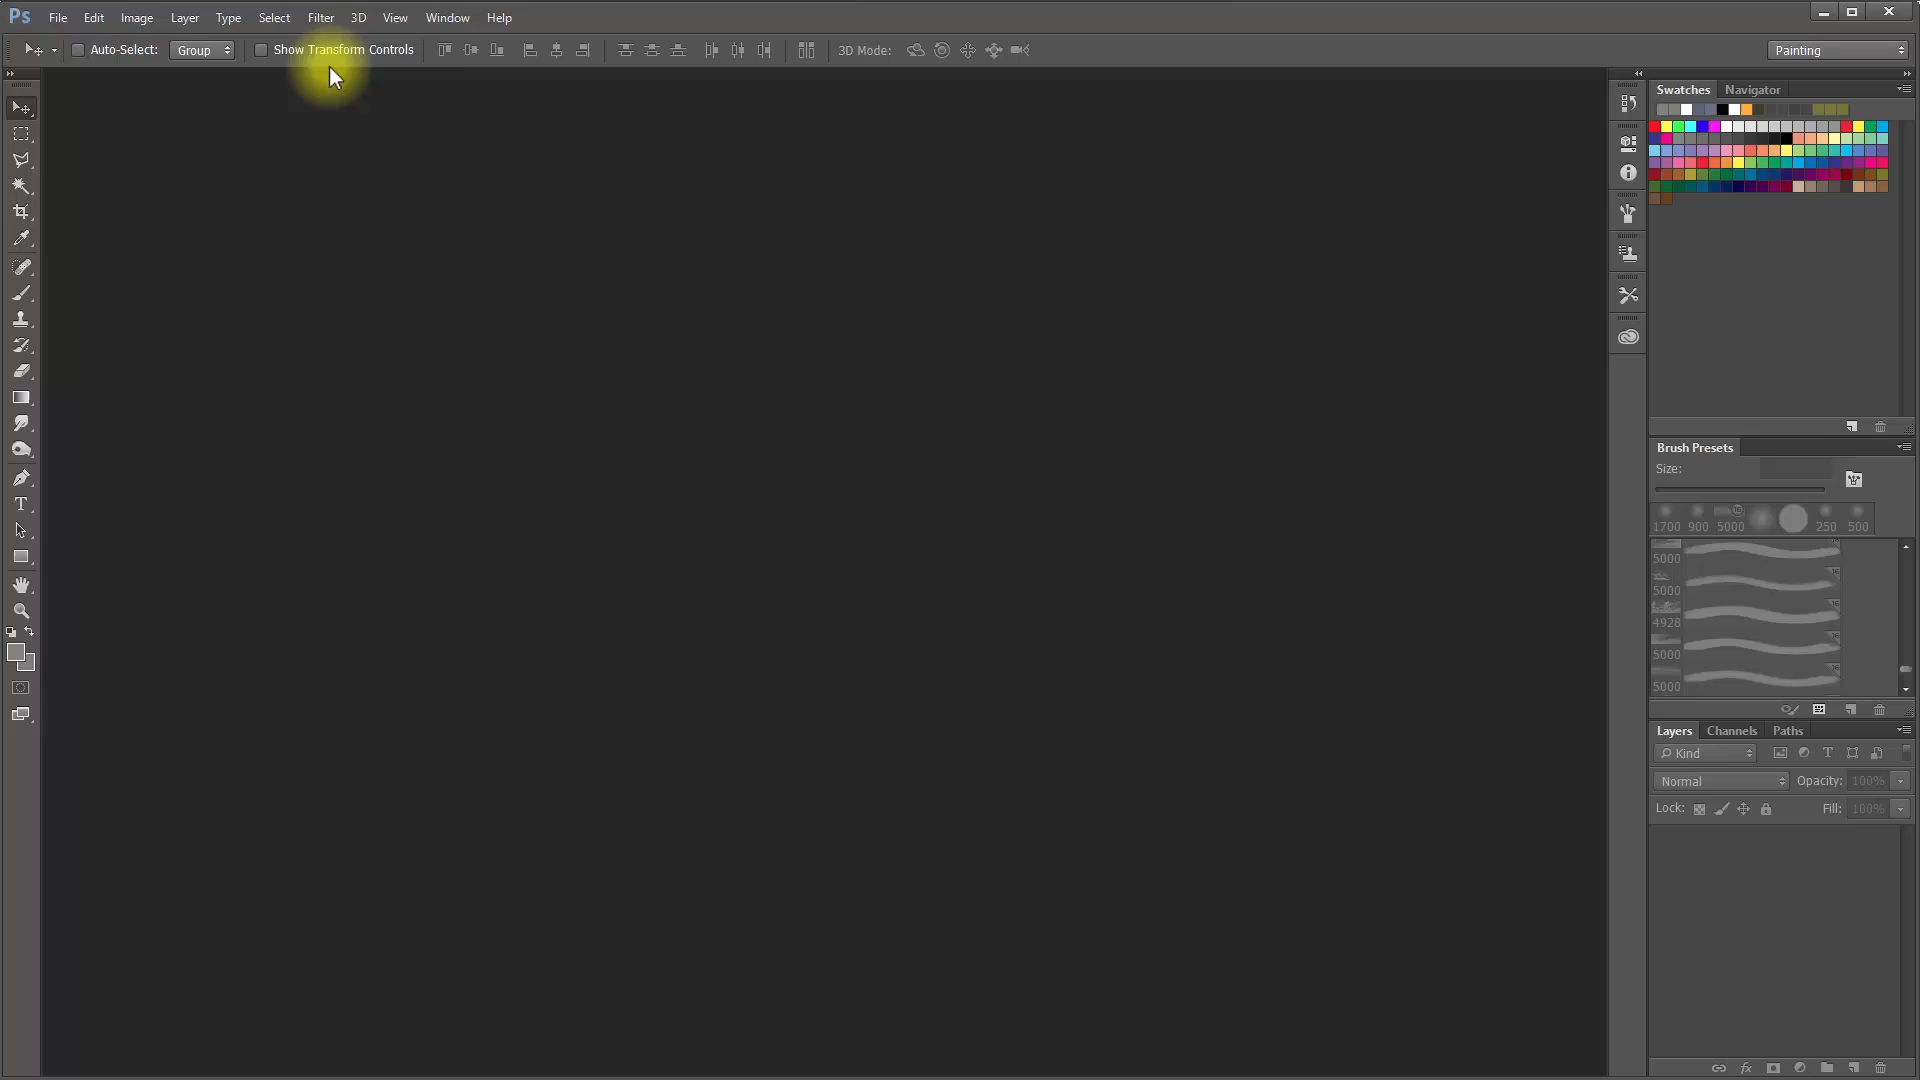 Ps File Edit Image Layer Type Select Filter 3D View Window Help
Auto-Select: Group Show Transform Controls 3D Mode: Painting
Swatches Navigator
Brush Presets
Size:
1700 900 5000 250 500
5000
5000
4928
5000
5000
Layers Channels Paths
Kind
Normal Opacity: 100%
Lock: Fill: 100%